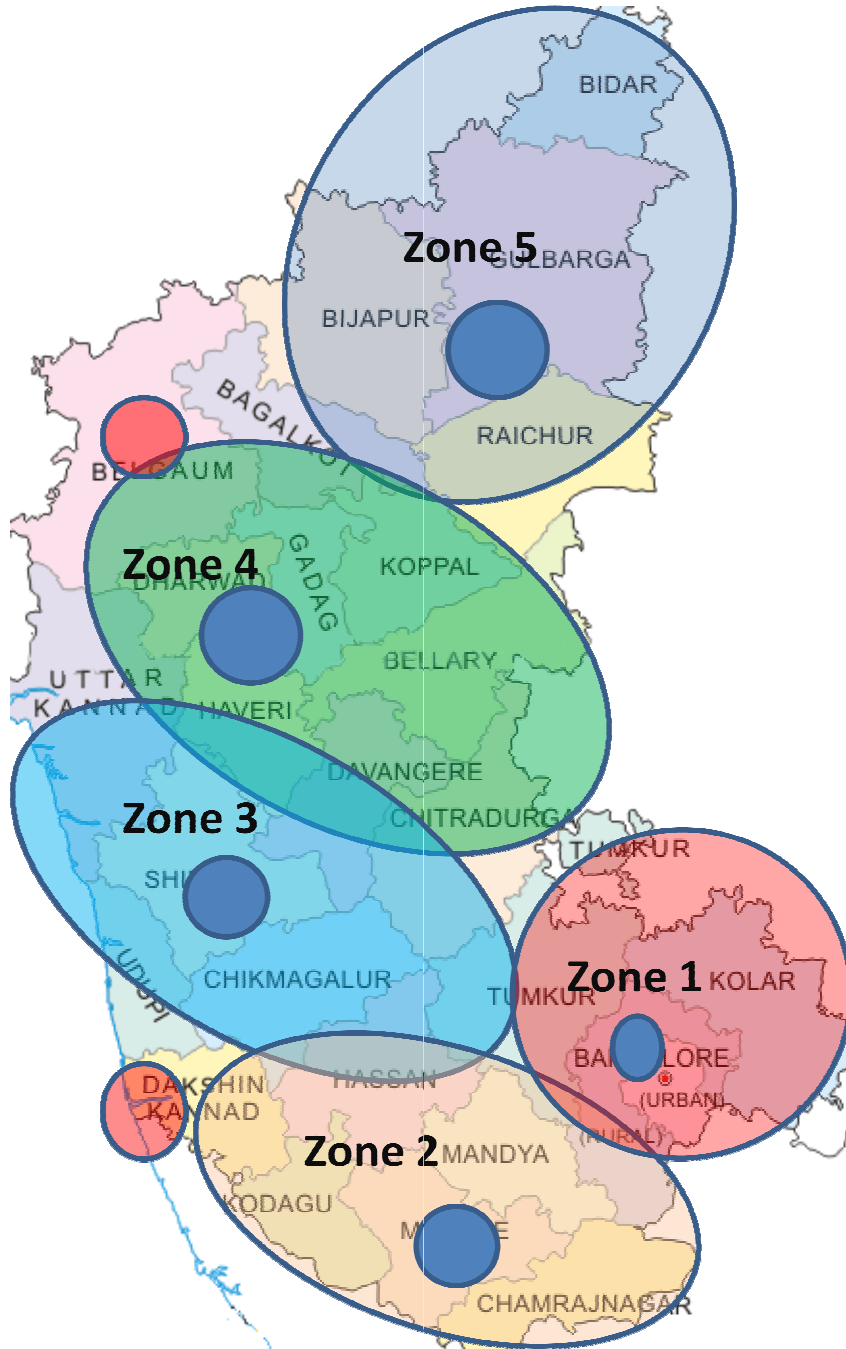 BIDAR
Zone 5
GULBARGA
BIJAPUR
BAGALKOT
RAICHUR
BELGAUM
Zone 4
DHARWAD
GADAG
KOPPAL
BELLARY
UTTAR
KANNAD
HAVERI
DAVANGERE
Zone 3
CHITRADURGA
TUMKUR
SHI
UDUPI
CHIKMAGALUR
Zone 1
KOLAR
TUMKUR
BAN LORE
(URBAN)
(RURAL)
DAKSHIN
KANNAD
HASSAN
Zone 2
MANDYA
KODAGU
M E
CHAMRAJNAGAR